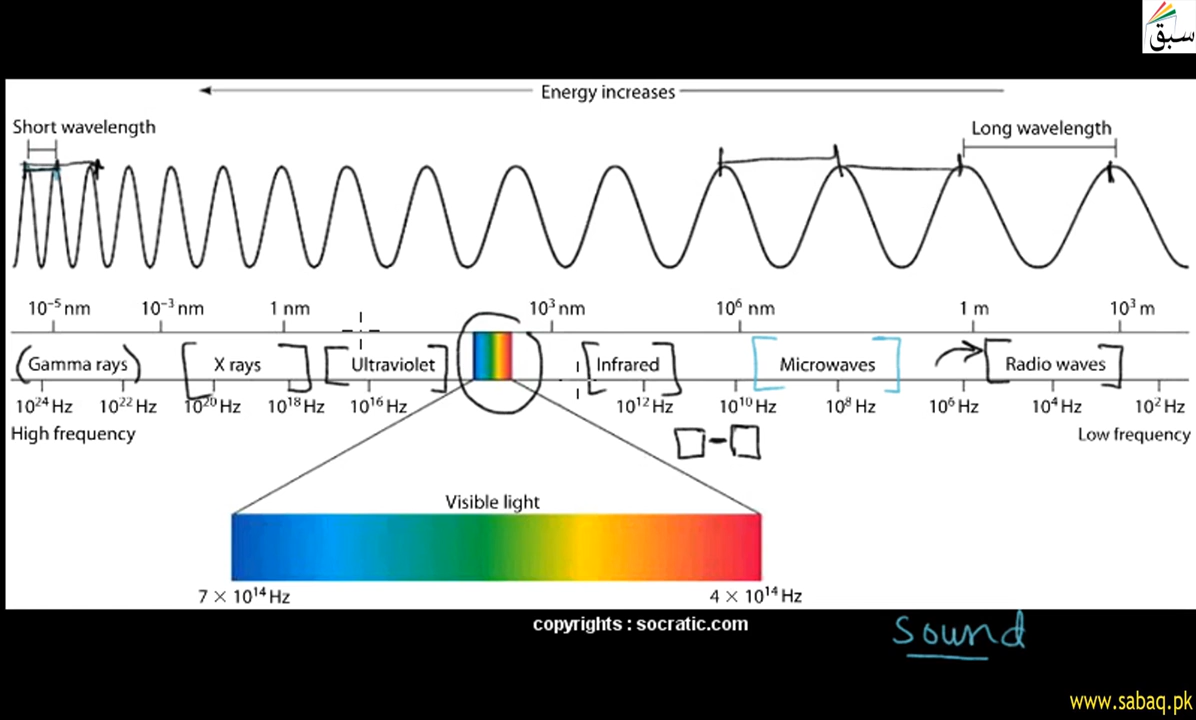 سبق
Energy increases
Short wavelength
Long wavelength
10⁻⁵ nm 10⁻³ nm 1 nm 10³ nm 10⁶ nm 1 m 10³ m
Gamma rays X rays Ultraviolet Infrared Microwaves Radio waves
10²⁴ Hz 10²² Hz 10²⁰ Hz 10¹⁸ Hz 10¹⁶ Hz 10¹² Hz 10¹⁰ Hz 10⁸ Hz 10⁶ Hz 10⁴ Hz 10² Hz
High frequency Low frequency
Visible light
7 × 10¹⁴ Hz 4 × 10¹⁴ Hz
copyrights : socratic.com
Sound
www.sabaq.pk